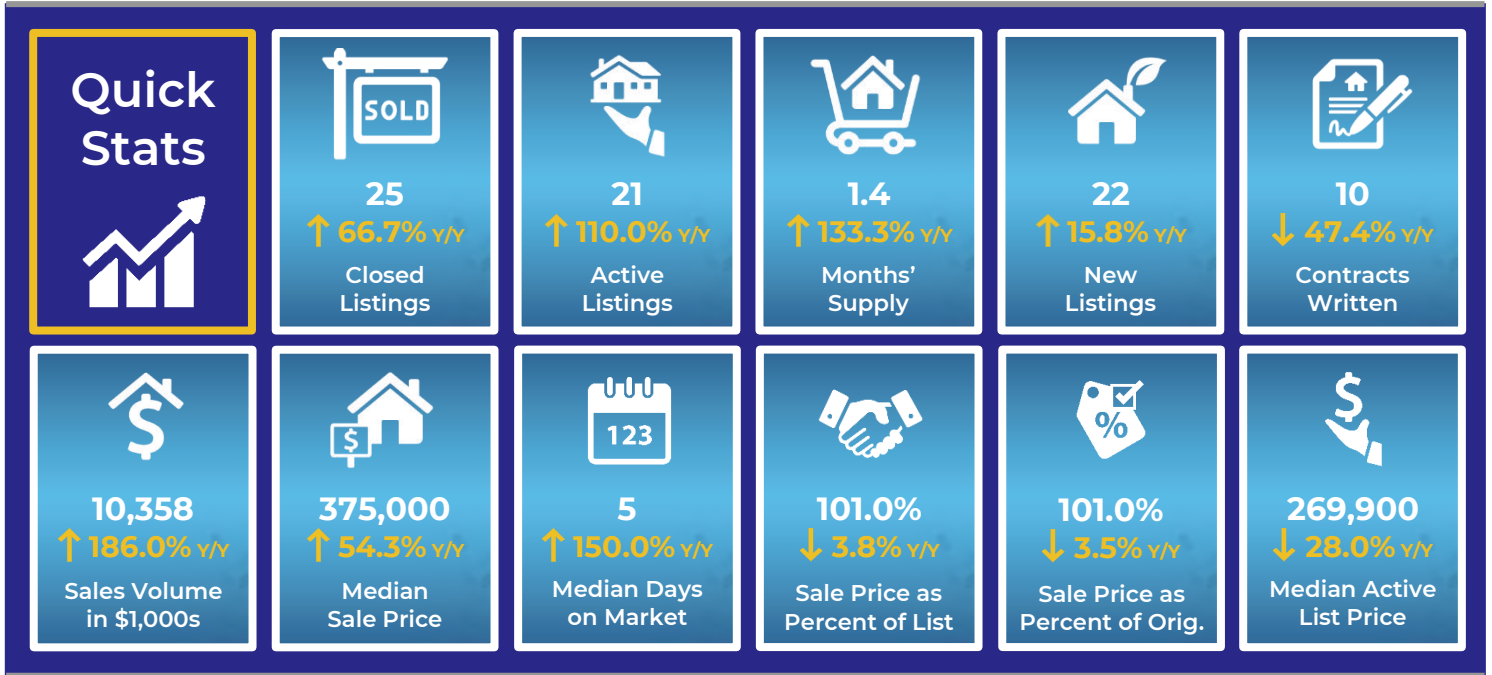 Quick
Stats
SOLD
25
↑ 66.7% Y/Y
Closed
Listings
21
↑ 110.0% Y/Y
Active
Listings
1.4
↑ 133.3% Y/Y
Months’
Supply
22
↑ 15.8% Y/Y
New
Listings
10
↓ 47.4% Y/Y
Contracts
Written
$
10,358
↑ 186.0% Y/Y
Sales Volume
in $1,000s
$
375,000
↑ 54.3% Y/Y
Median
Sale Price
123
5
↑ 150.0% Y/Y
Median Days
on Market
101.0%
↓ 3.8% Y/Y
Sale Price as
Percent of List
%
101.0%
↓ 3.5% Y/Y
Sale Price as
Percent of Orig.
$
269,900
↓ 28.0% Y/Y
Median Active
List Price